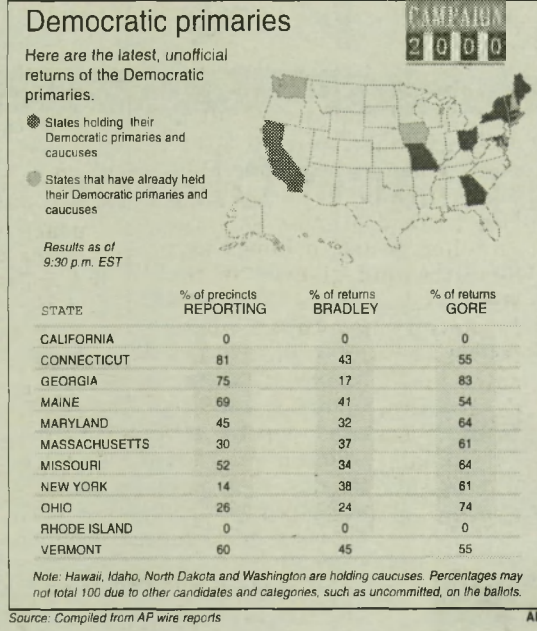 Democratic primaries
CAMPAIGN
2000
Here are the latest, unofficial
returns of the Democratic
primaries.
States holding their
Democratic primaries and
caucuses
States that have already held
their Democratic primaries and
caucuses
Results as of
9:30 p.m. EST
STATE % of precincts REPORTING % of returns BRADLEY % of returns GORE
CALIFORNIA 0 0 0
CONNECTICUT 81 43 55
GEORGIA 75 17 83
MAINE 69 41 54
MARYLAND 45 32 64
MASSACHUSETTS 30 37 61
MISSOURI 52 34 64
NEW YORK 14 38 61
OHIO 26 24 74
RHODE ISLAND 0 0 0
VERMONT 60 45 55
Note: Hawaii, Idaho, North Dakota and Washington are holding caucuses. Percentages may
not total 100 due to other candidates and categories, such as uncommitted, on the ballots.
Source: Compiled from AP wire reports